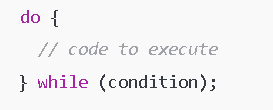 do {
  // code to execute
} while (condition);